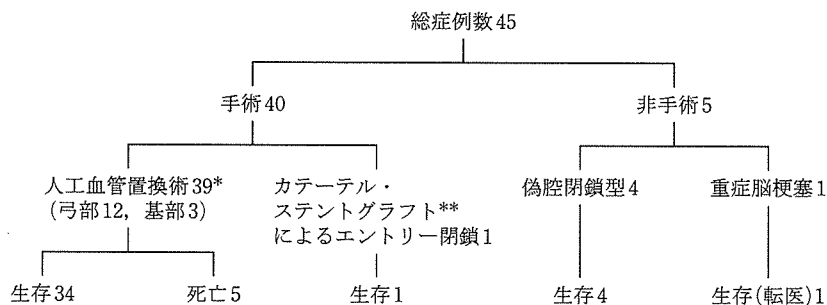 総症例数45
手術40
非手術5
人工血管置換術39*
(弓部12, 基部3)
カテーテル・
ステントグラフト**
によるエントリー閉鎖1
偽腔閉鎖型4
重症脳梗塞1
生存34
死亡5
生存1
生存4
生存(転医)1